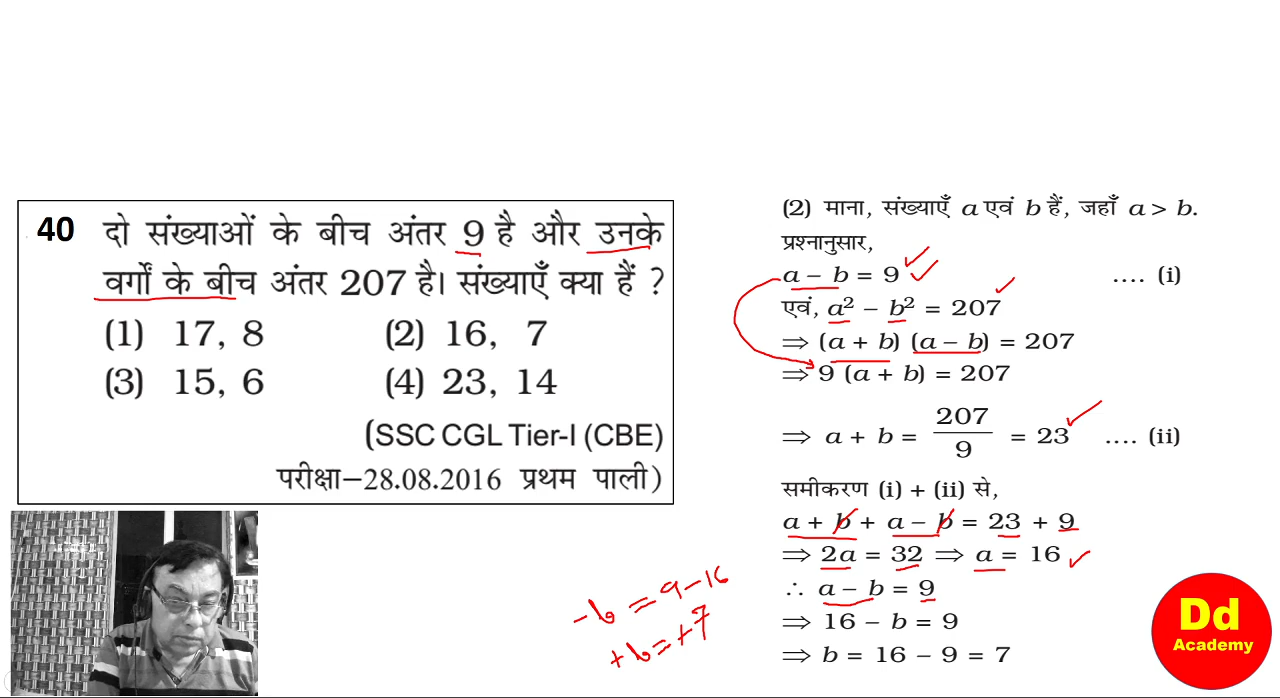 40 दो संख्याओं के बीच अंतर 9 है और उनके
वर्गों के बीच अंतर 207 है। संख्याएँ क्या हैं ?
(1) 17, 8 (2) 16, 7
(3) 15, 6 (4) 23, 14
(SSC CGL Tier-I (CBE)
परीक्षा–28.08.2016 प्रथम पाली)
(2) माना, संख्याएँ a एवं b हैं, जहाँ a > b.
प्रश्नानुसार,
a – b = 9 .... (i)
एवं, a² – b² = 207
⇒ (a + b) (a – b) = 207
⇒ 9 (a + b) = 207
⇒ a + b = 207/9 = 23 .... (ii)
समीकरण (i) + (ii) से,
a + b + a – b = 23 + 9
⇒ 2a = 32 ⇒ a = 16
∴ a – b = 9
⇒ 16 – b = 9
⇒ b = 16 – 9 = 7
-b = 9-16
+b = +7
Dd
Academy